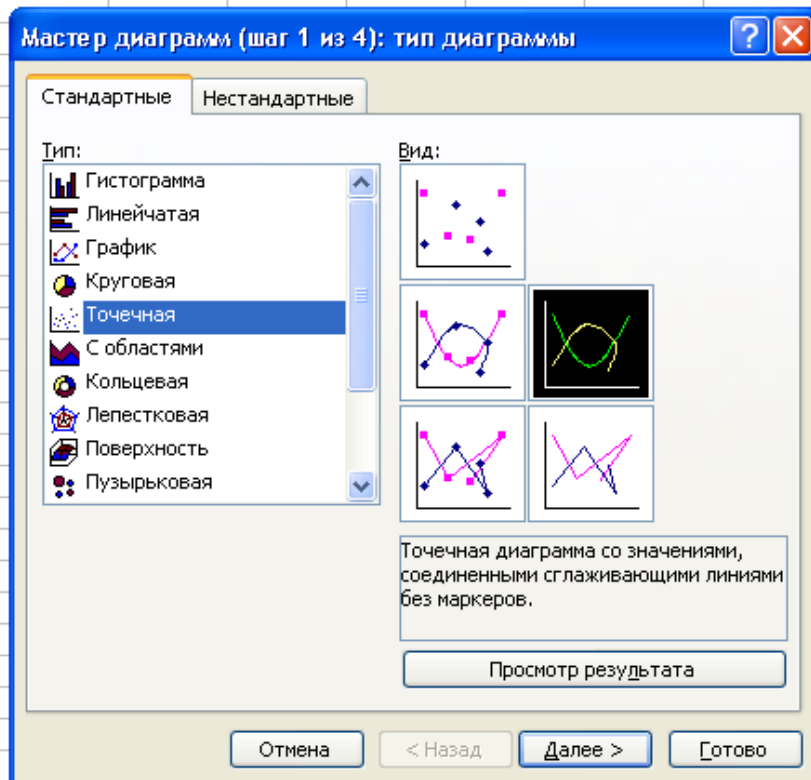 Мастер диаграмм (шаг 1 из 4): тип диаграммы
Стандартные
Нестандартные
Тип:
Гистограмма
Линейчатая
График
Круговая
Точечная
С областями
Кольцевая
Лепестковая
Поверхность
Пузырьковая
Вид:
Точечная диаграмма со значениями,
соединенными сглаживающими линиями
без маркеров.
Просмотр результата
Отмена
< Назад
Далее >
Готово